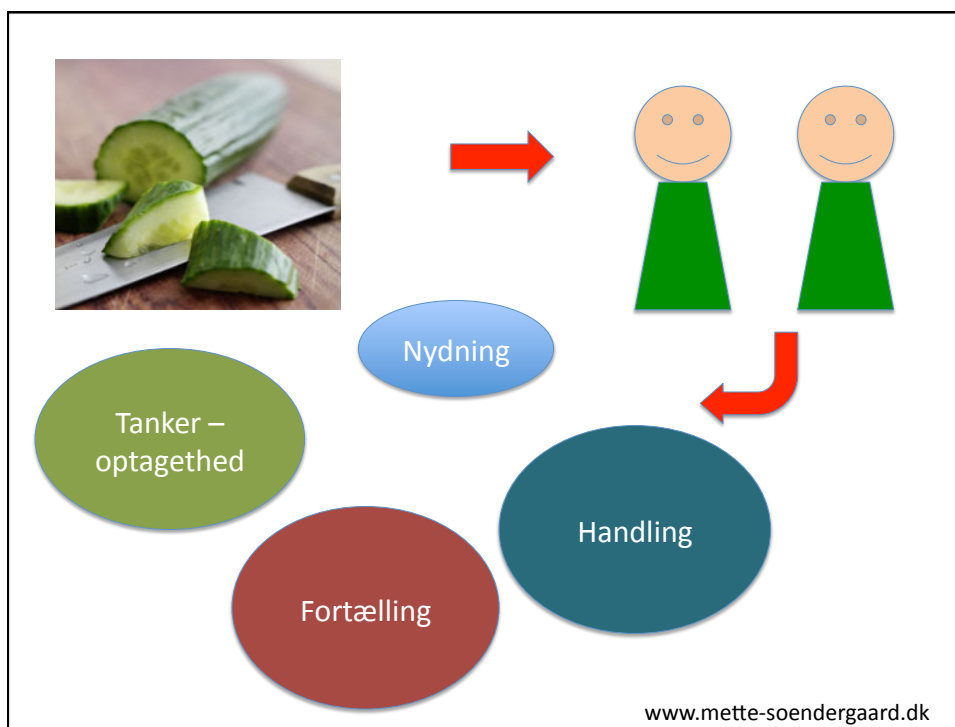 Nydning
Tanker –
optagethed
Handling
Fortælling
www.mette-soendergaard.dk